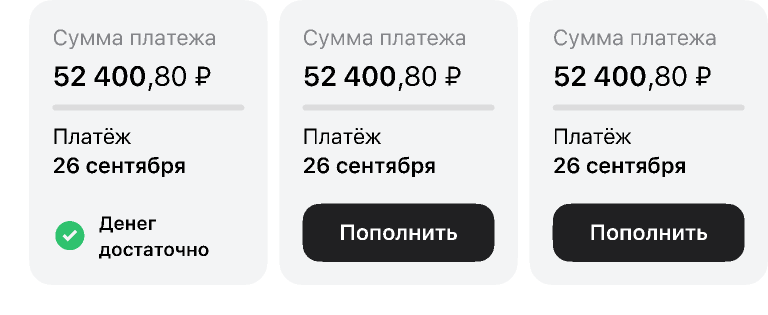 Сумма платежа
52 400,80 ₽
Платёж
26 сентября
Денег
достаточно
Сумма платежа
52 400,80 ₽
Платёж
26 сентября
Пополнить
Сумма платежа
52 400,80 ₽
Платёж
26 сентября
Пополнить